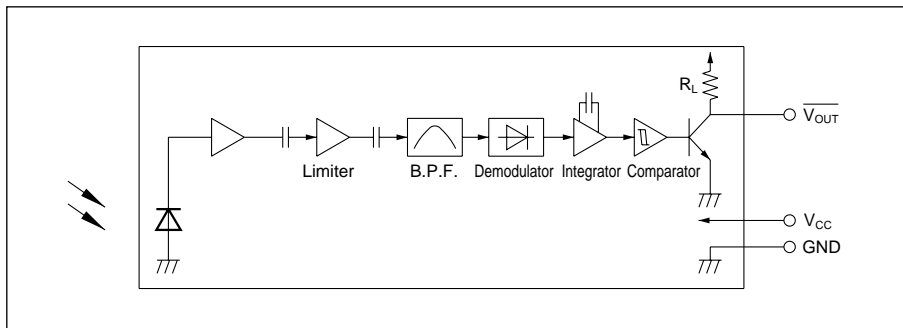 R_L
V_OUT
Limiter
B.P.F.
Demodulator
Integrator
Comparator
V_CC
GND